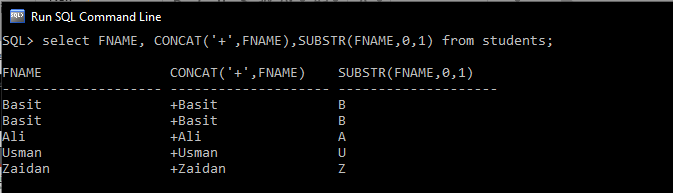 Run SQL Command Line
SQL> select FNAME, CONCAT('+',FNAME),SUBSTR(FNAME,0,1) from students;
FNAME CONCAT('+',FNAME) SUBSTR(FNAME,0,1)
-------------------- -------------------- --------------------
Basit +Basit B
Basit +Basit B
Ali +Ali A
Usman +Usman U
Zaidan +Zaidan Z